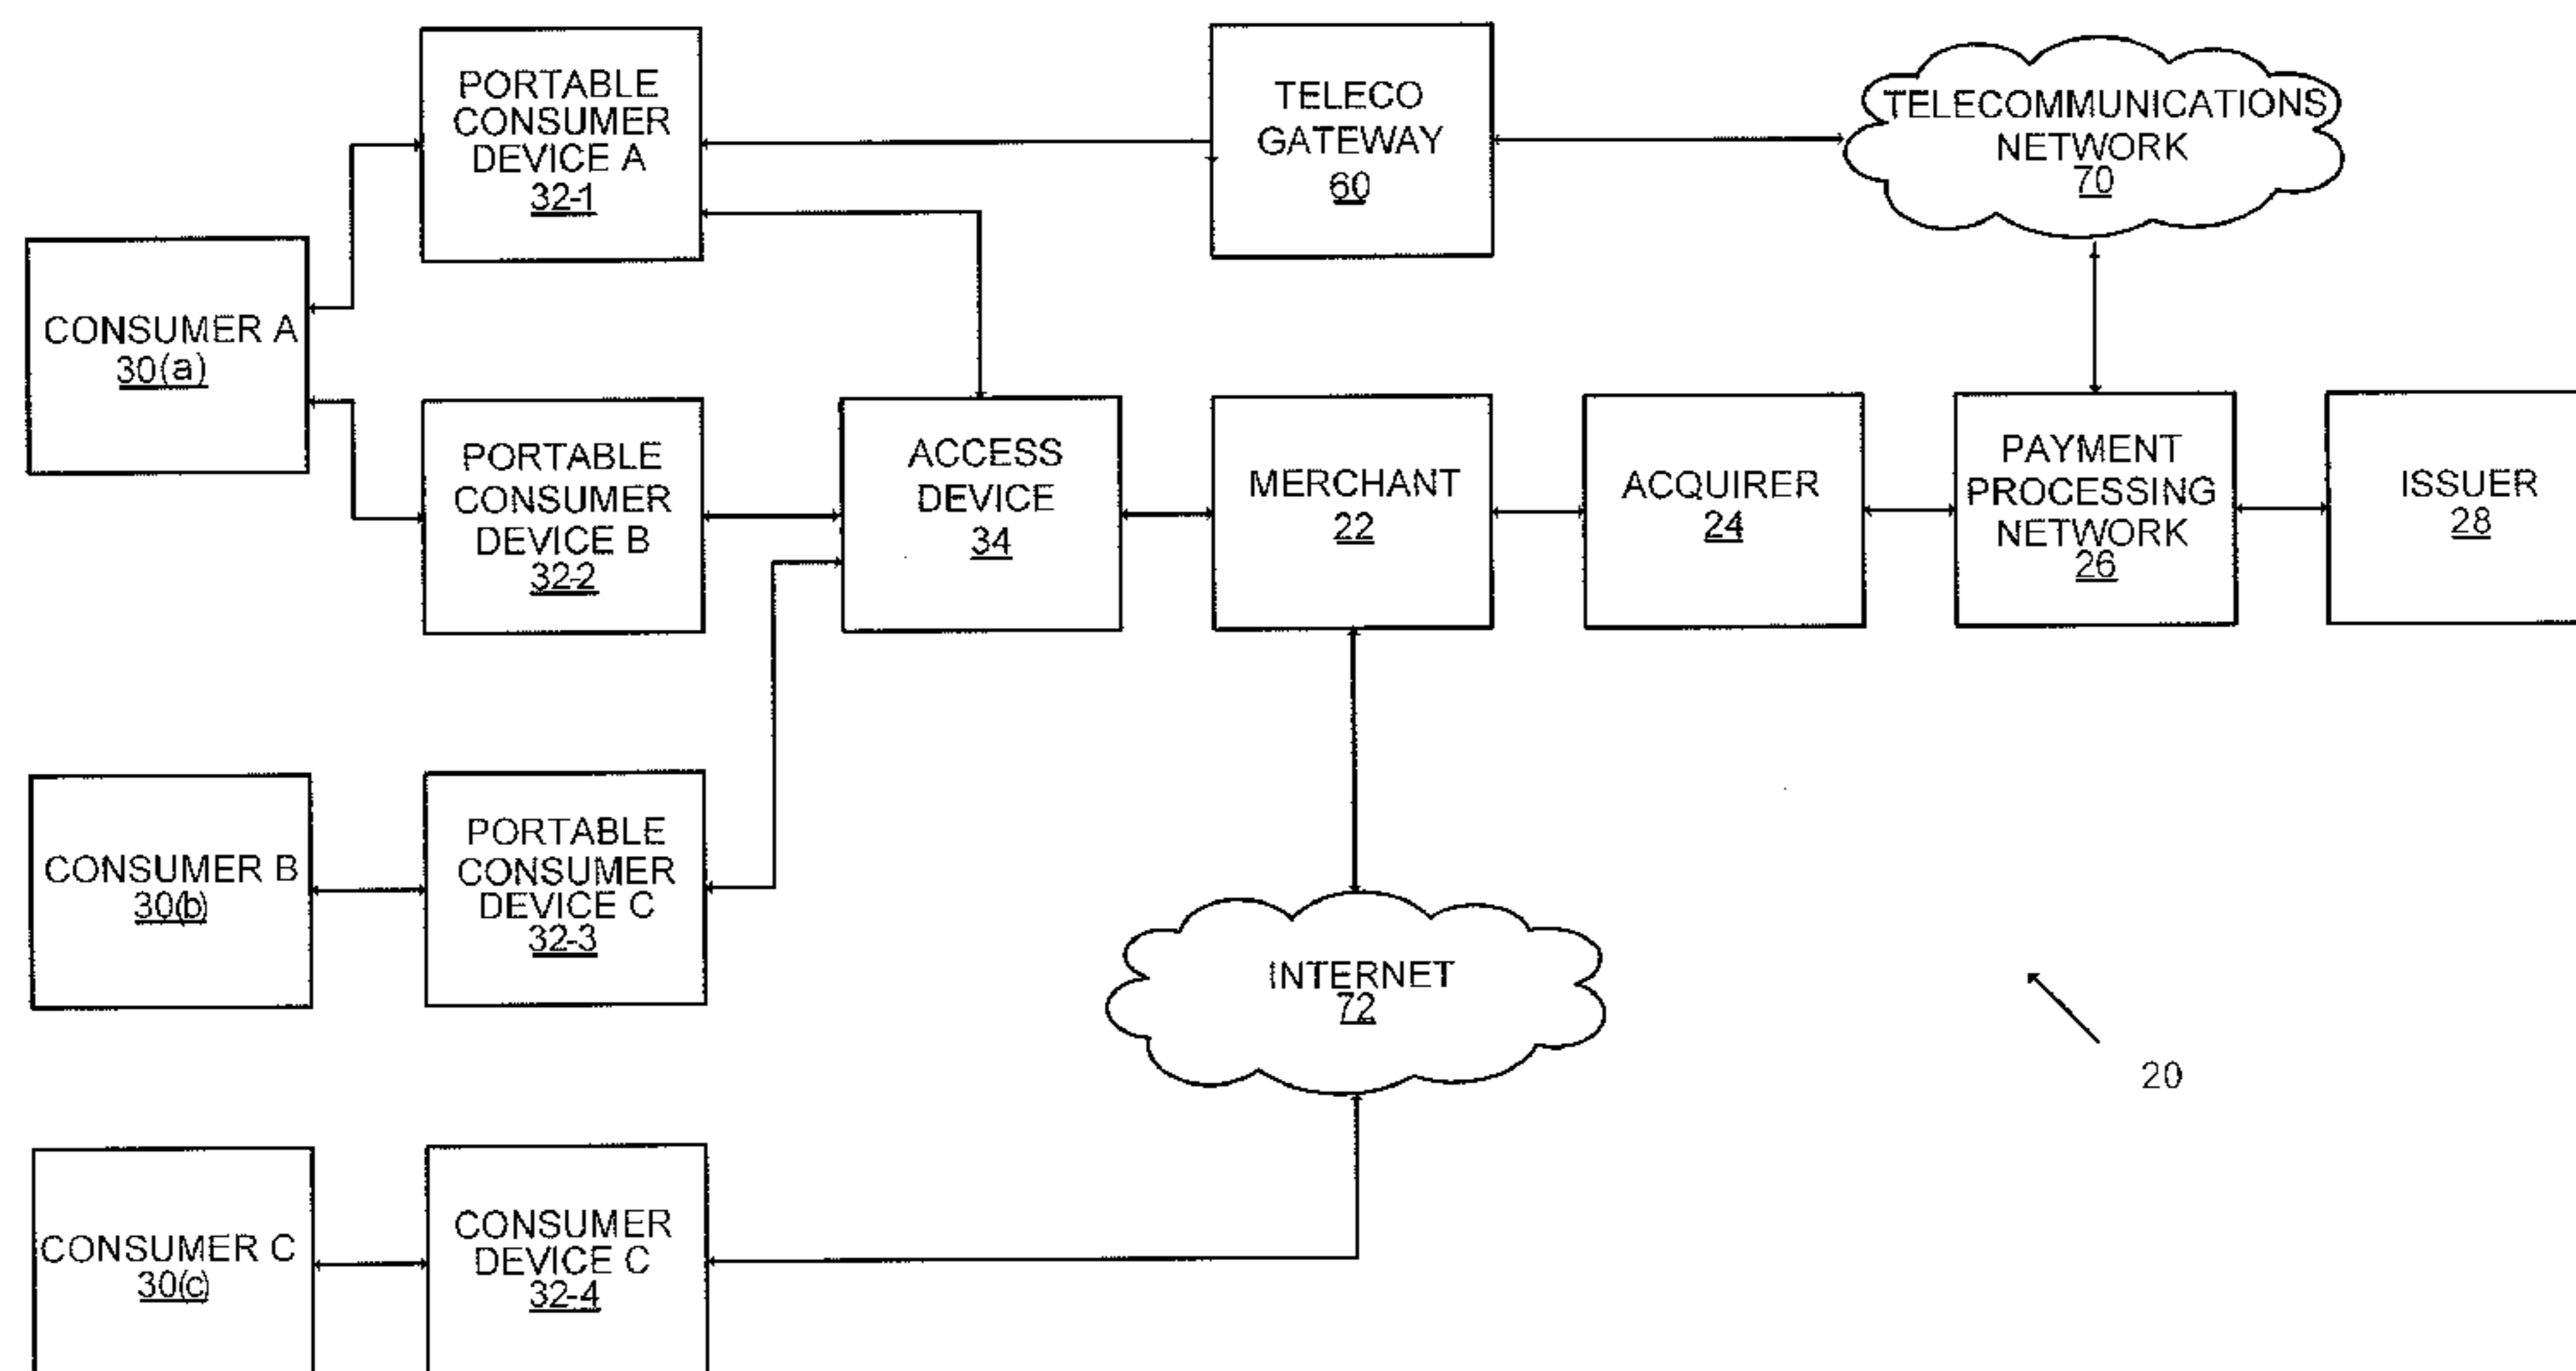 PORTABLE
CONSUMER
DEVICE A
32-1
TELECO
GATEWAY
60
TELECOMMUNICATIONS
NETWORK
70
CONSUMER A
30(a)
PORTABLE
CONSUMER
DEVICE B
32-2
ACCESS
DEVICE
34
MERCHANT
22
ACQUIRER
24
PAYMENT
PROCESSING
NETWORK
26
ISSUER
28
CONSUMER B
30(b)
PORTABLE
CONSUMER
DEVICE C
32-3
INTERNET
72
20
CONSUMER C
30(c)
CONSUMER
DEVICE C
32-4